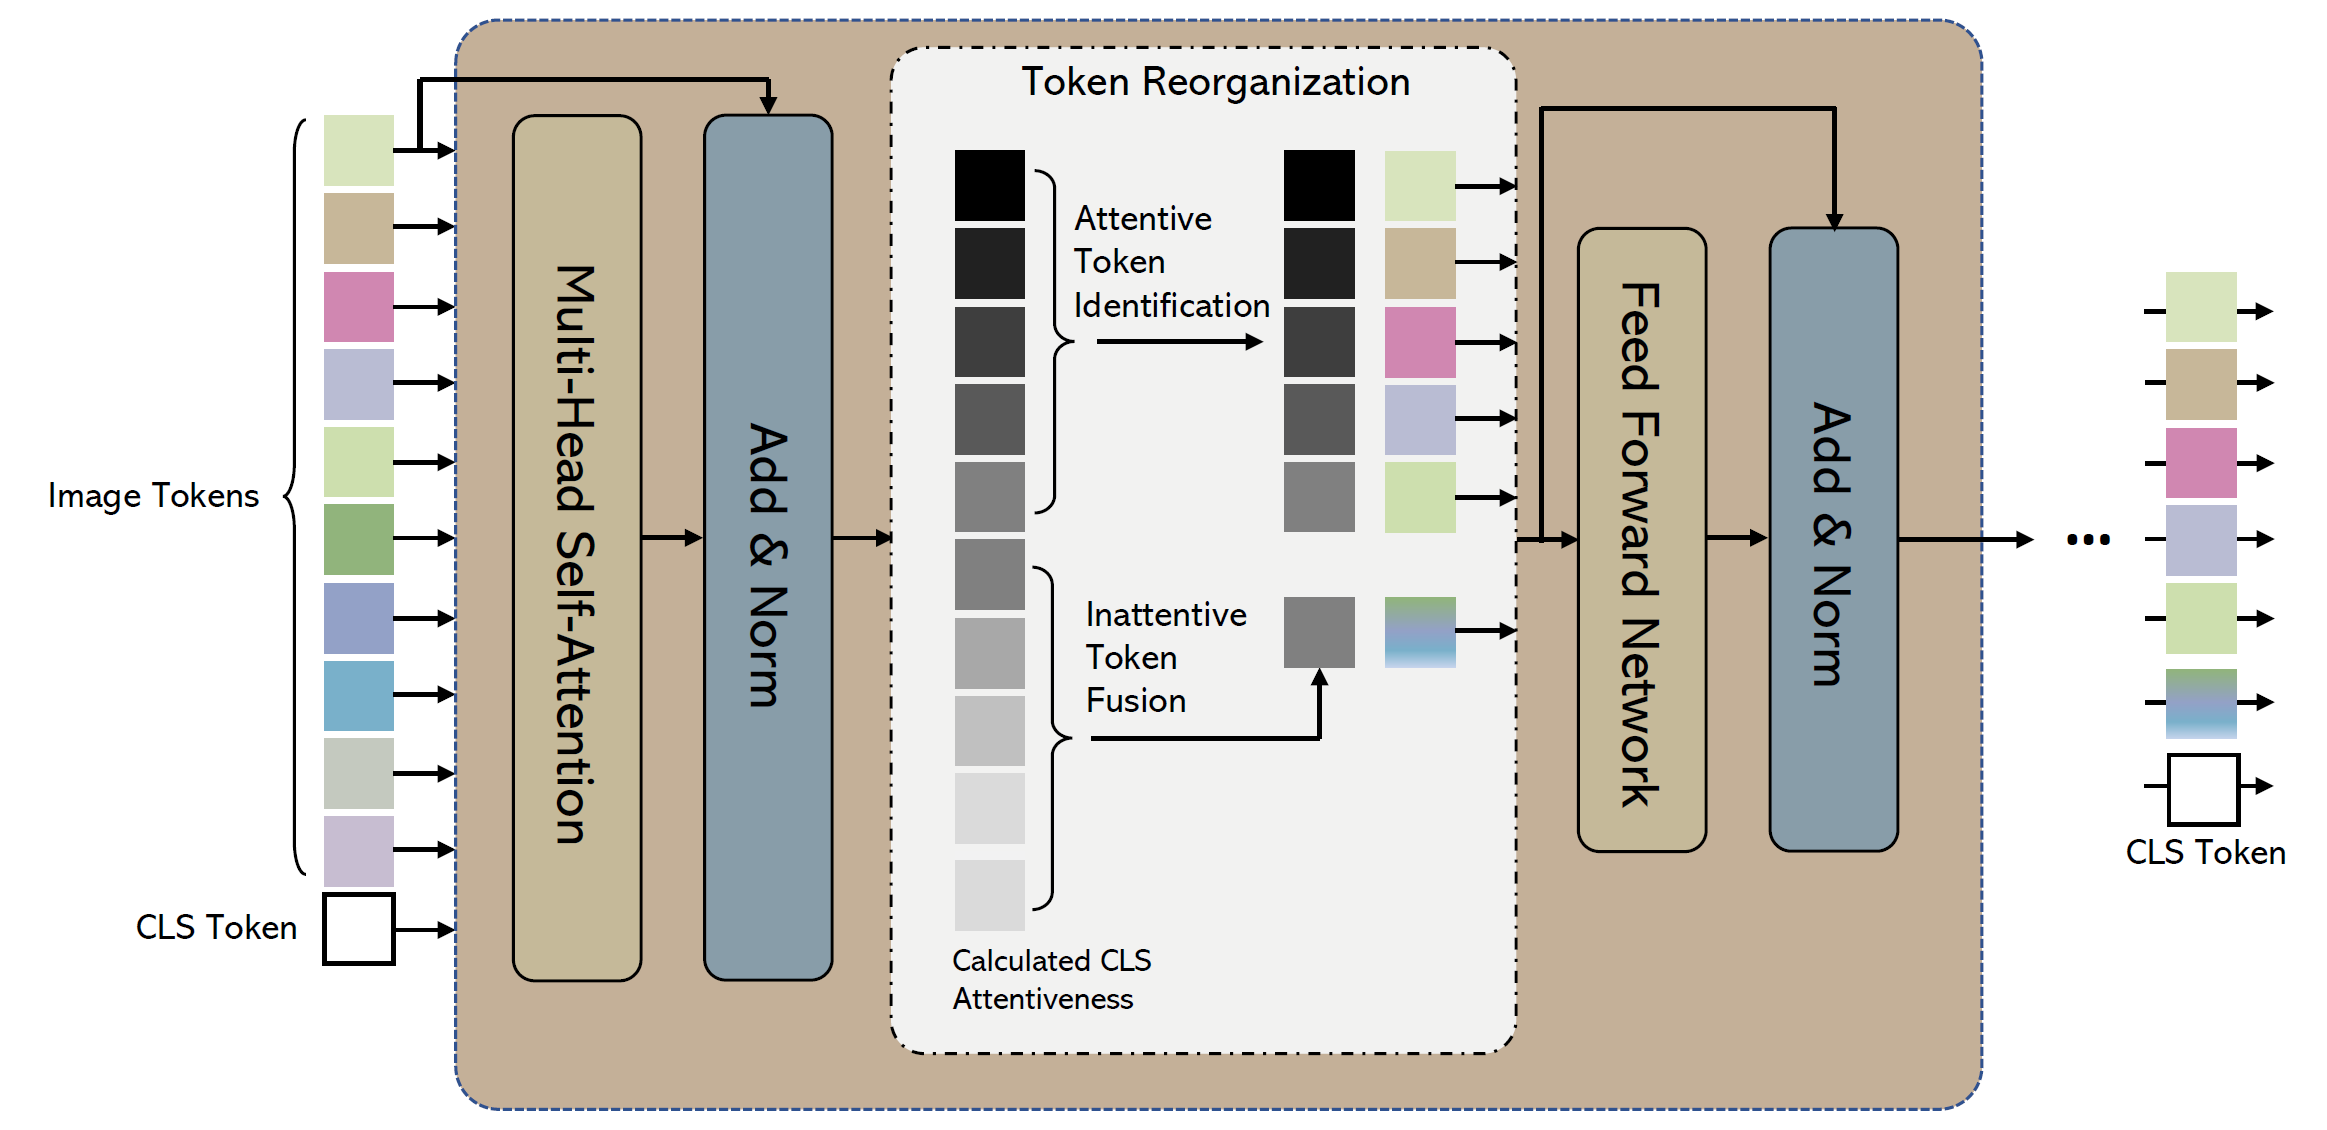 Token Reorganization
Image Tokens
CLS Token
Multi-Head Self-Attention
Add & Norm
Attentive
Token
Identification
Inattentive
Token
Fusion
Calculated CLS
Attentiveness
Feed Forward Network
Add & Norm
...
CLS Token